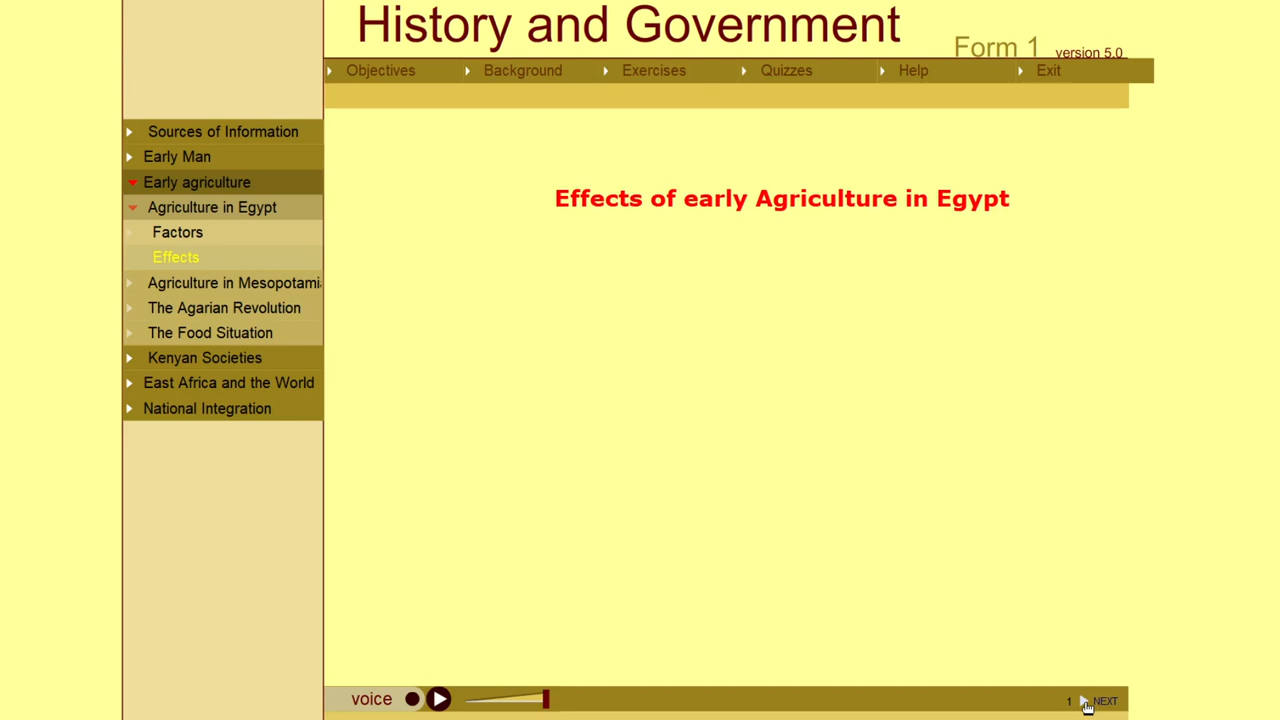 History and Government
Form 1 version 5.0
Objectives Background Exercises Quizzes Help Exit
Sources of Information
Early Man
Early agriculture
Agriculture in Egypt
Factors
Effects
Agriculture in Mesopotami
The Agarian Revolution
The Food Situation
Kenyan Societies
East Africa and the World
National Integration
Effects of early Agriculture in Egypt
voice
1 NEXT